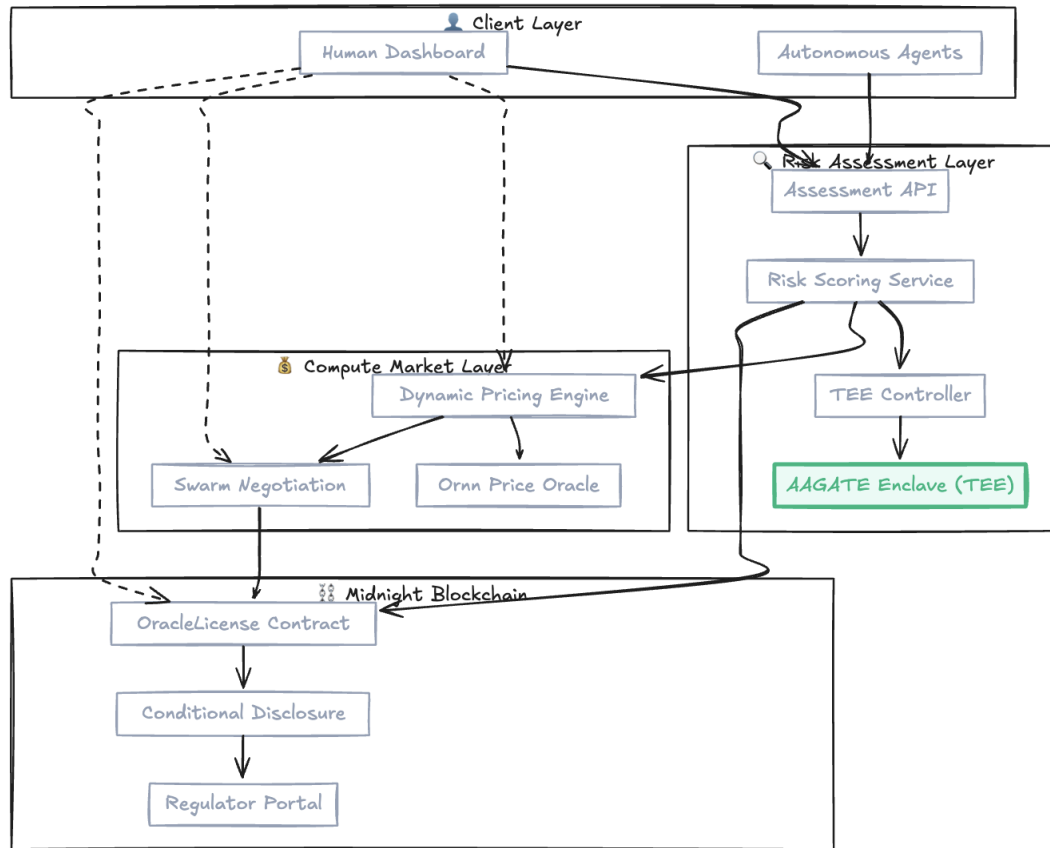 👤 Client Layer
Human Dashboard
Autonomous Agents
🔍 Risk Assessment Layer
Assessment API
Risk Scoring Service
💰 Compute Market Layer
Dynamic Pricing Engine
TEE Controller
Swarm Negotiation
Ornn Price Oracle
AAGATE Enclave (TEE)
⛓️ Midnight Blockchain
OracleLicense Contract
Conditional Disclosure
Regulator Portal